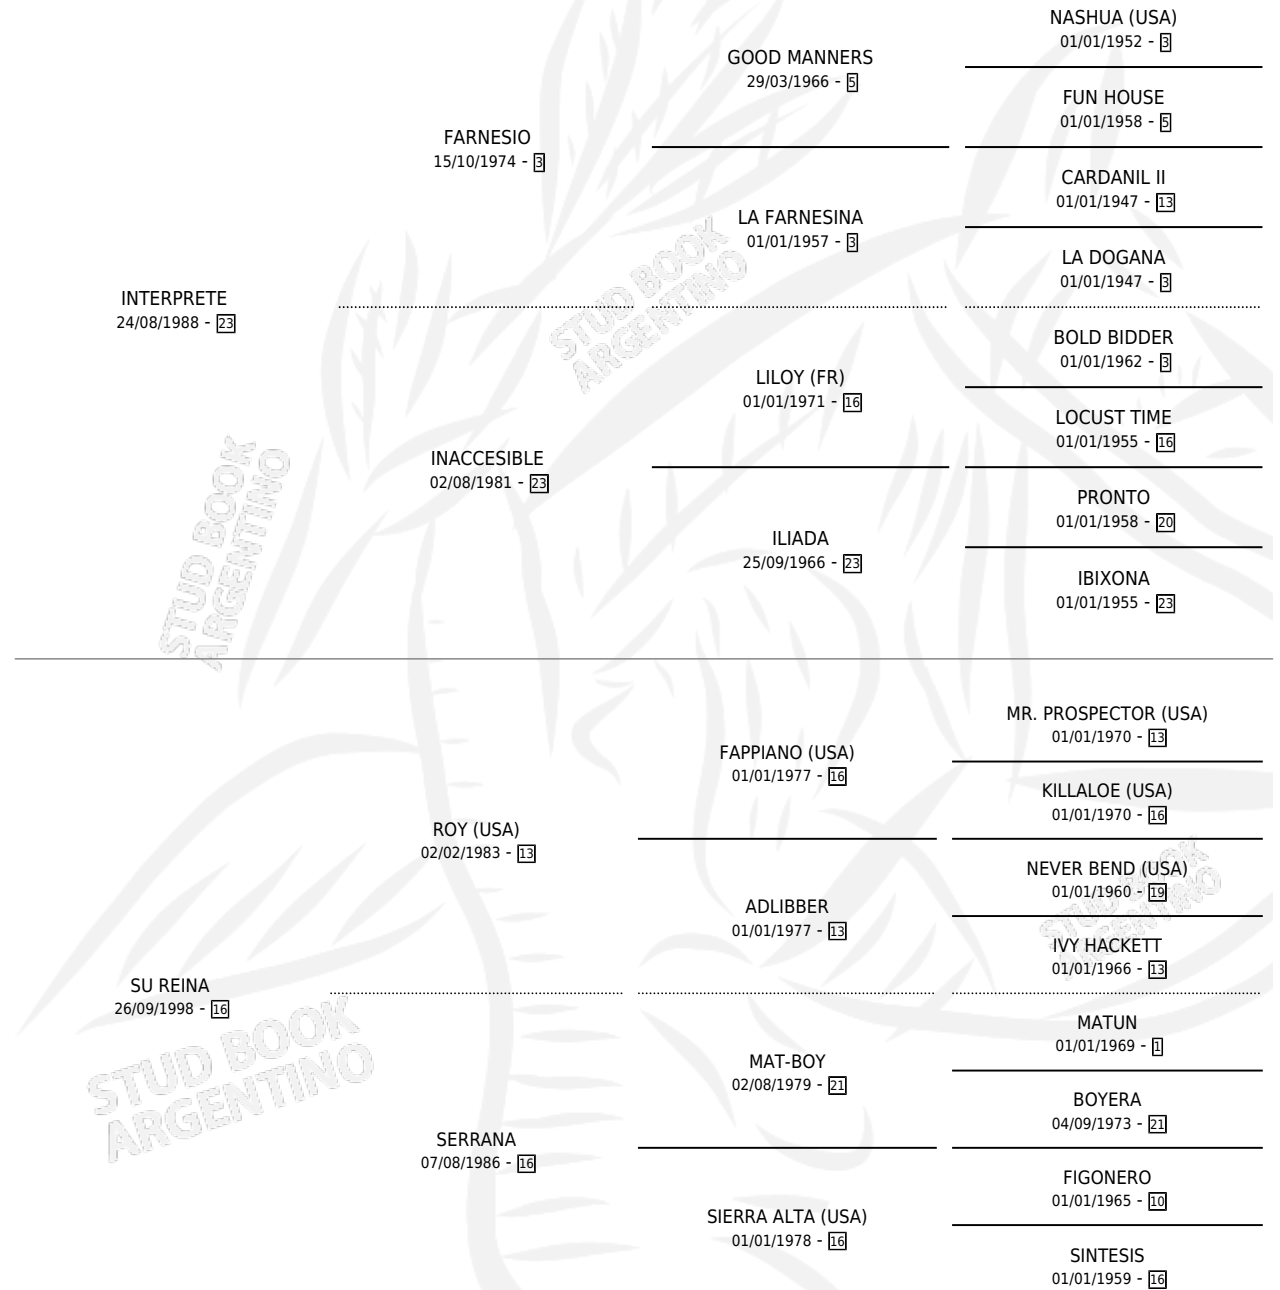 NASHUA (USA)
01/01/1952 - 3
GOOD MANNERS
29/03/1966 - 5
FUN HOUSE
01/01/1958 - 5
FARNESIO
15/10/1974 - 3
CARDANIL II
01/01/1947 - 13
LA FARNESINA
01/01/1957 - 3
LA DOGANA
01/01/1947 - 3
INTERPRETE
24/08/1988 - 23
BOLD BIDDER
01/01/1962 - 3
LILOY (FR)
01/01/1971 - 16
LOCUST TIME
01/01/1955 - 16
INACCESIBLE
02/08/1981 - 23
PRONTO
01/01/1958 - 20
ILIADA
25/09/1966 - 23
IBIXONA
01/01/1955 - 23
STUD BOOK
ARGENTINO
STUD BOOK
ARGENTINO
MR. PROSPECTOR (USA)
01/01/1970 - 13
FAPPIANO (USA)
01/01/1977 - 16
KILLALOE (USA)
01/01/1970 - 16
ROY (USA)
02/02/1983 - 13
NEVER BEND (USA)
01/01/1960 - 19
ADLIBBER
01/01/1977 - 13
IVY HACKETT
01/01/1966 - 13
STUD BOOK
ARGENTINO
SU REINA
26/09/1998 - 16
MATUN
01/01/1969 - 1
MAT-BOY
02/08/1979 - 21
BOYERA
04/09/1973 - 21
STUD BOOK
ARGENTINO
SERRANA
07/08/1986 - 16
FIGONERO
01/01/1965 - 10
SIERRA ALTA (USA)
01/01/1978 - 16
SINTESIS
01/01/1959 - 16